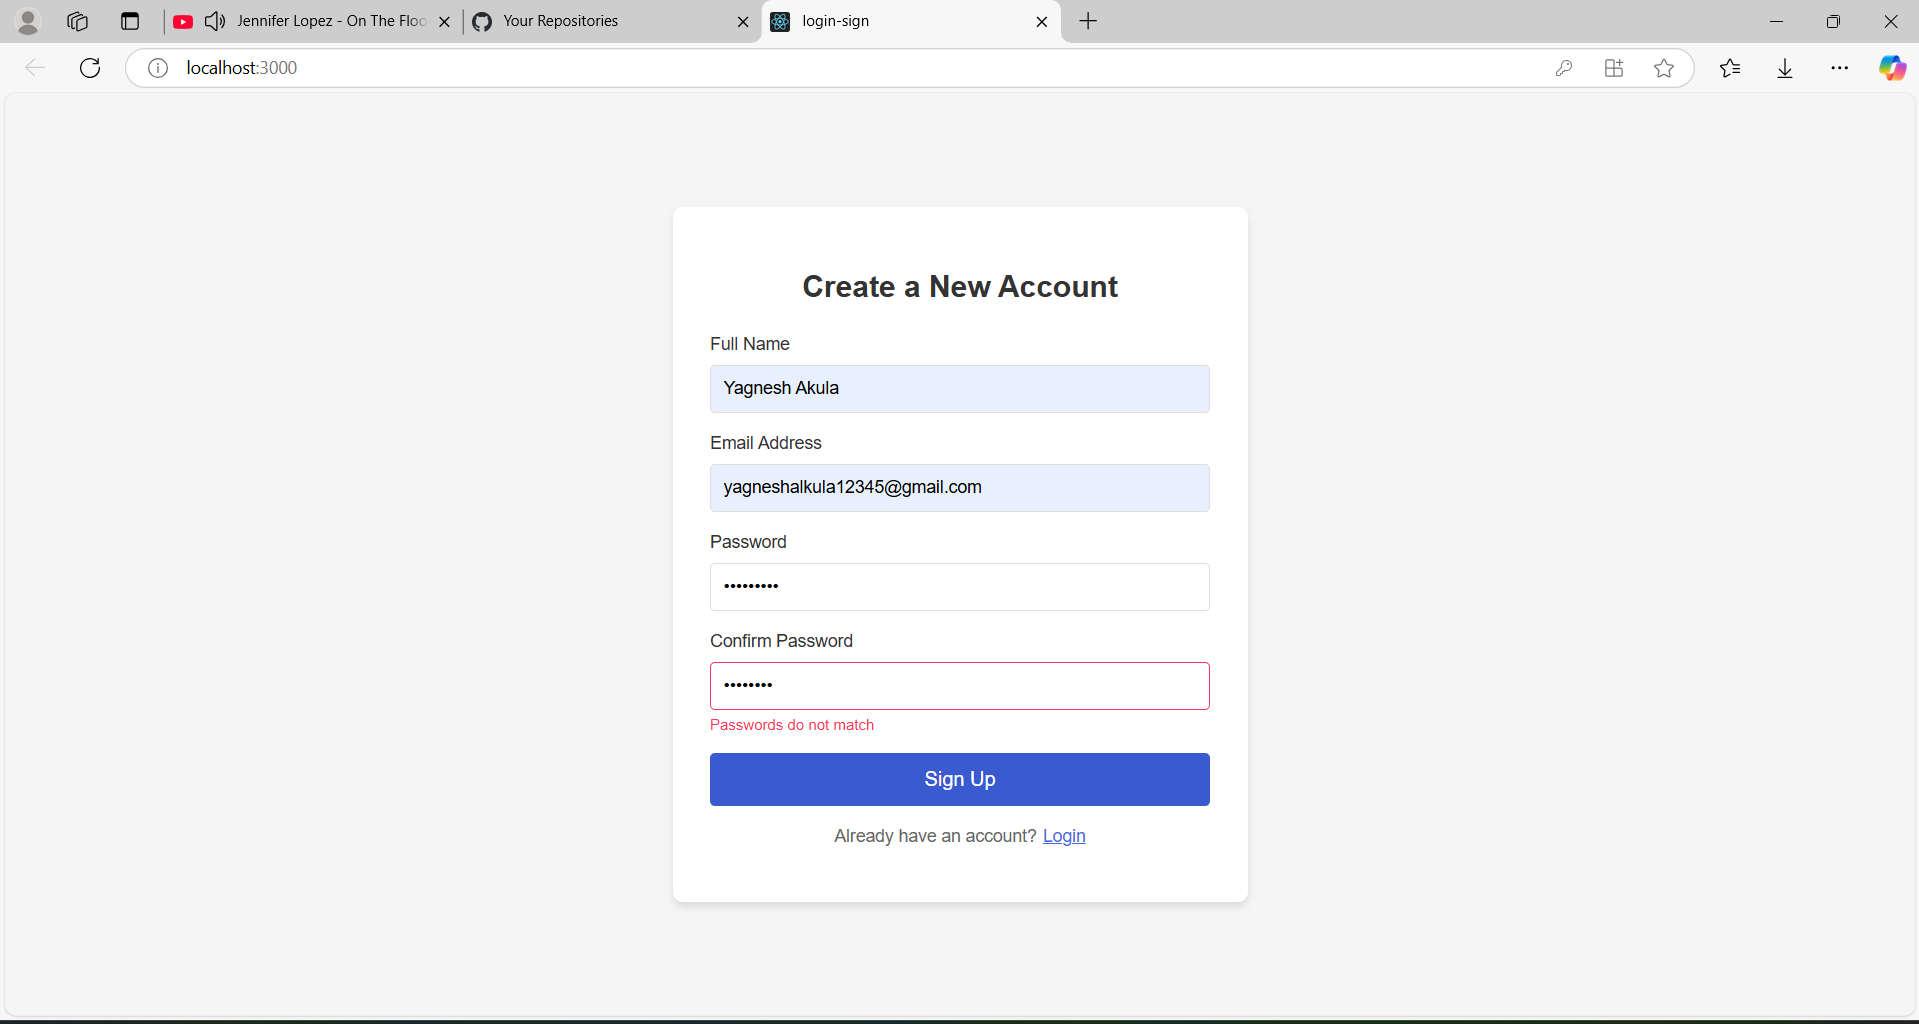 Jennifer Lopez - On The Floo
Your Repositories
login-sign
localhost:3000
Create a New Account
Full Name
Yagnesh Akula
Email Address
yagneshalkula12345@gmail.com
Password
•••••••••
Confirm Password
••••••••
Passwords do not match
Sign Up
Already have an account? Login